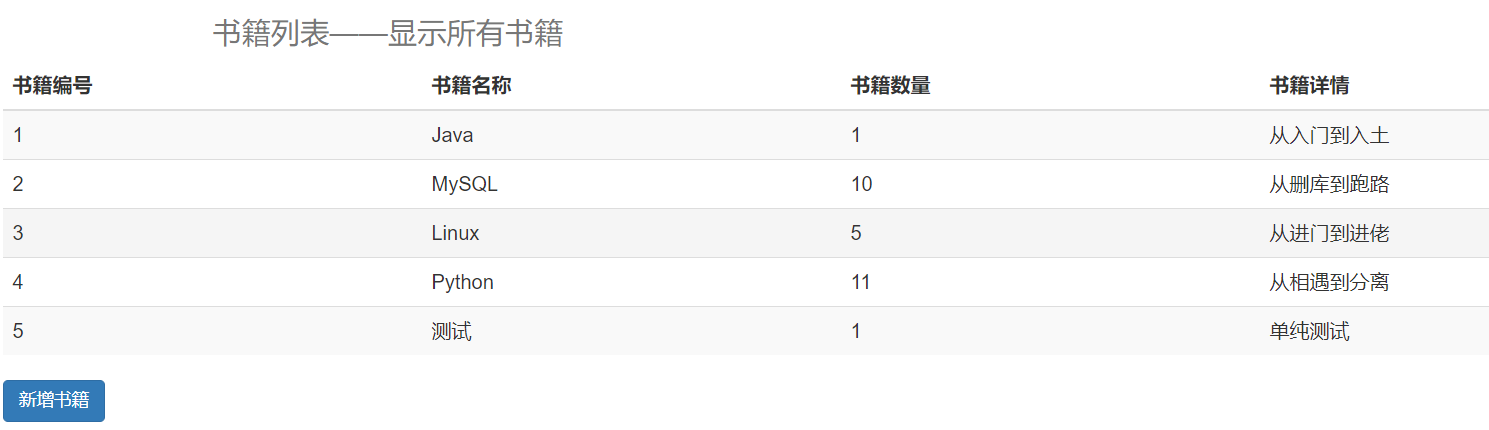 书籍列表——显示所有书籍
书籍编号 书籍名称 书籍数量 书籍详情
1 Java 1 从入门到入土
2 MySQL 10 从删库到跑路
3 Linux 5 从进门到进佬
4 Python 11 从相遇到分离
5 测试 1 单纯测试
新增书籍